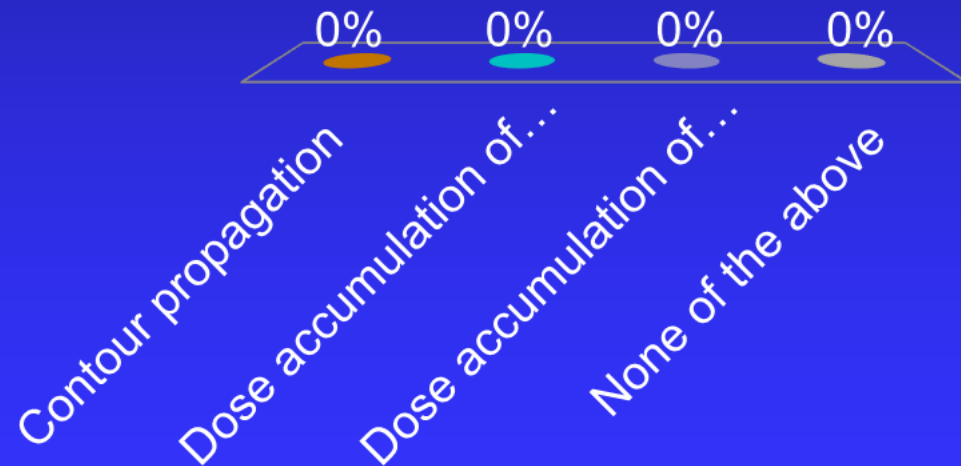 0% 0% 0% 0%
Contour propagation
Dose accumulation of...
Dose accumulation of...
None of the above